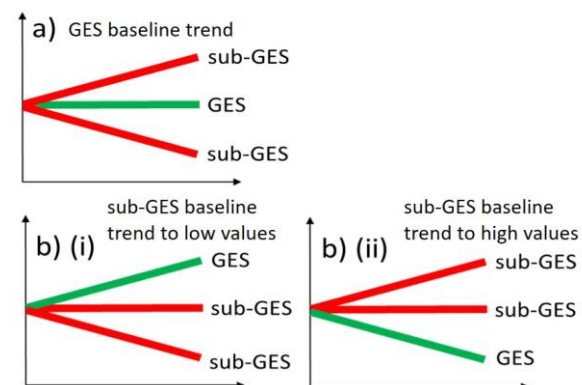 a) GES baseline trend
sub-GES
GES
sub-GES
b) (i) sub-GES baseline
trend to low values
GES
sub-GES
sub-GES
b) (ii) sub-GES baseline
trend to high values
sub-GES
sub-GES
GES